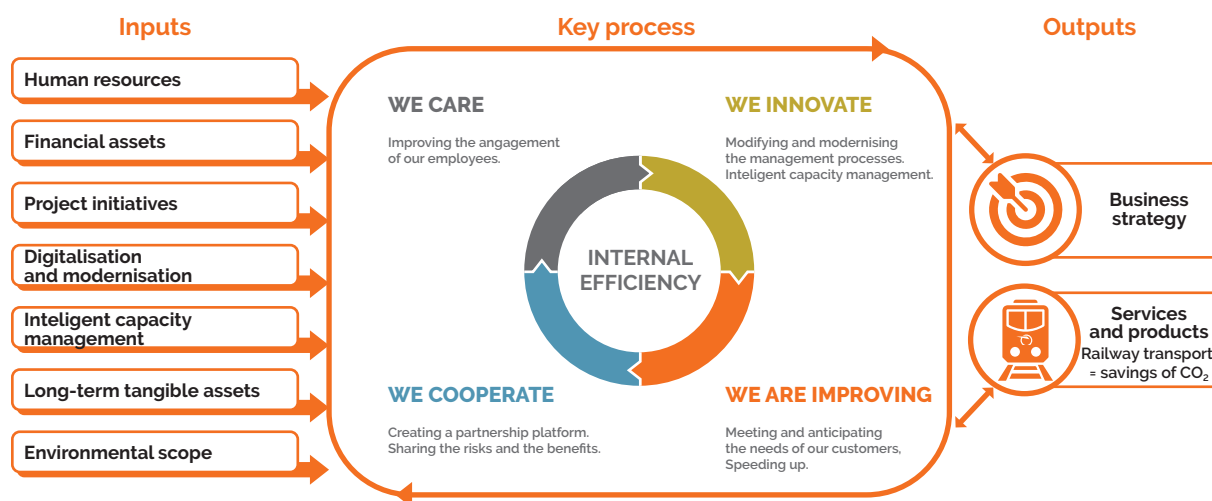 Inputs
Key process
Outputs
Human resources
Financial assets
Project initiatives
Digitalisation
and modernisation
Inteligent capacity
management
Long-term tangible assets
Environmental scope
WE CARE
Improving the angagement
of our employees.
WE INNOVATE
Modifying and modernising
the management processes.
Inteligent capacity management.
INTERNAL
EFFICIENCY
WE COOPERATE
Creating a partnership platform.
Sharing the risks and the benefits.
WE ARE IMPROVING
Meeting and anticipating
the needs of our customers,
Speeding up.
Business
strategy
Services
and products
Railway transport
= savings of CO₂